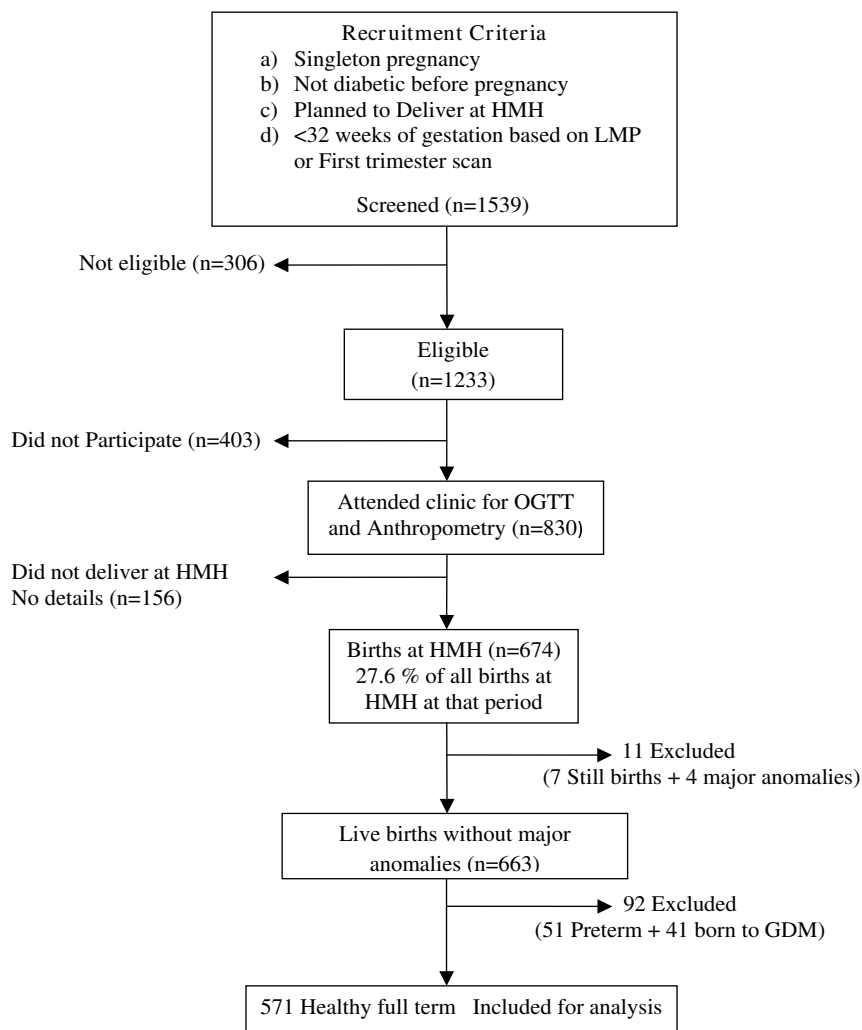 Recruitment Criteria
a) Singleton pregnancy
b) Not diabetic before pregnancy
c) Planned to Deliver at HMH
d) <32 weeks of gestation based on LMP
or First trimester scan
Screened (n=1539)
Not eligible (n=306)
Eligible
(n=1233)
Did not Participate (n=403)
Attended clinic for OGTT
and Anthropometry (n=830)
Did not deliver at HMH
No details (n=156)
Births at HMH (n=674)
27.6 % of all births at
HMH at that period
11 Excluded
(7 Still births + 4 major anomalies)
Live births without major
anomalies (n=663)
92 Excluded
(51 Preterm + 41 born to GDM)
571 Healthy full term Included for analysis